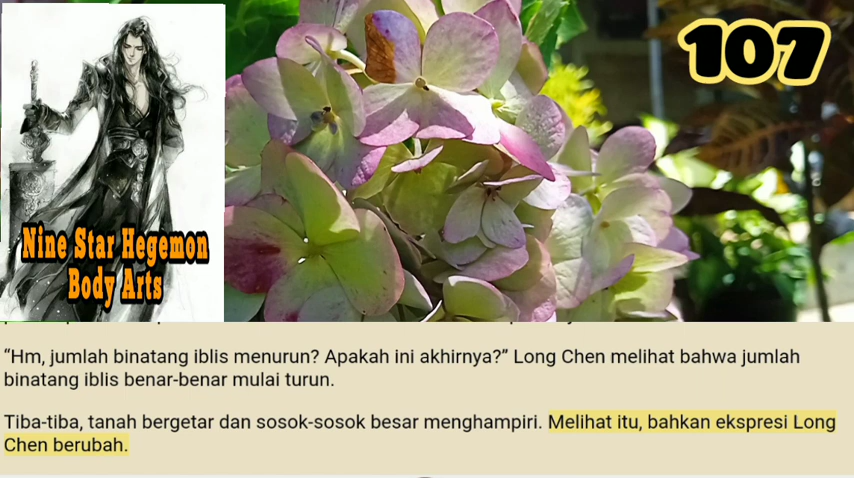 107
Nine Star Hegemon
Body Arts
“Hm, jumlah binatang iblis menurun? Apakah ini akhirnya?” Long Chen melihat bahwa jumlah
binatang iblis benar-benar mulai turun.
Tiba-tiba, tanah bergetar dan sosok-sosok besar menghampiri. Melihat itu, bahkan ekspresi Long
Chen berubah.